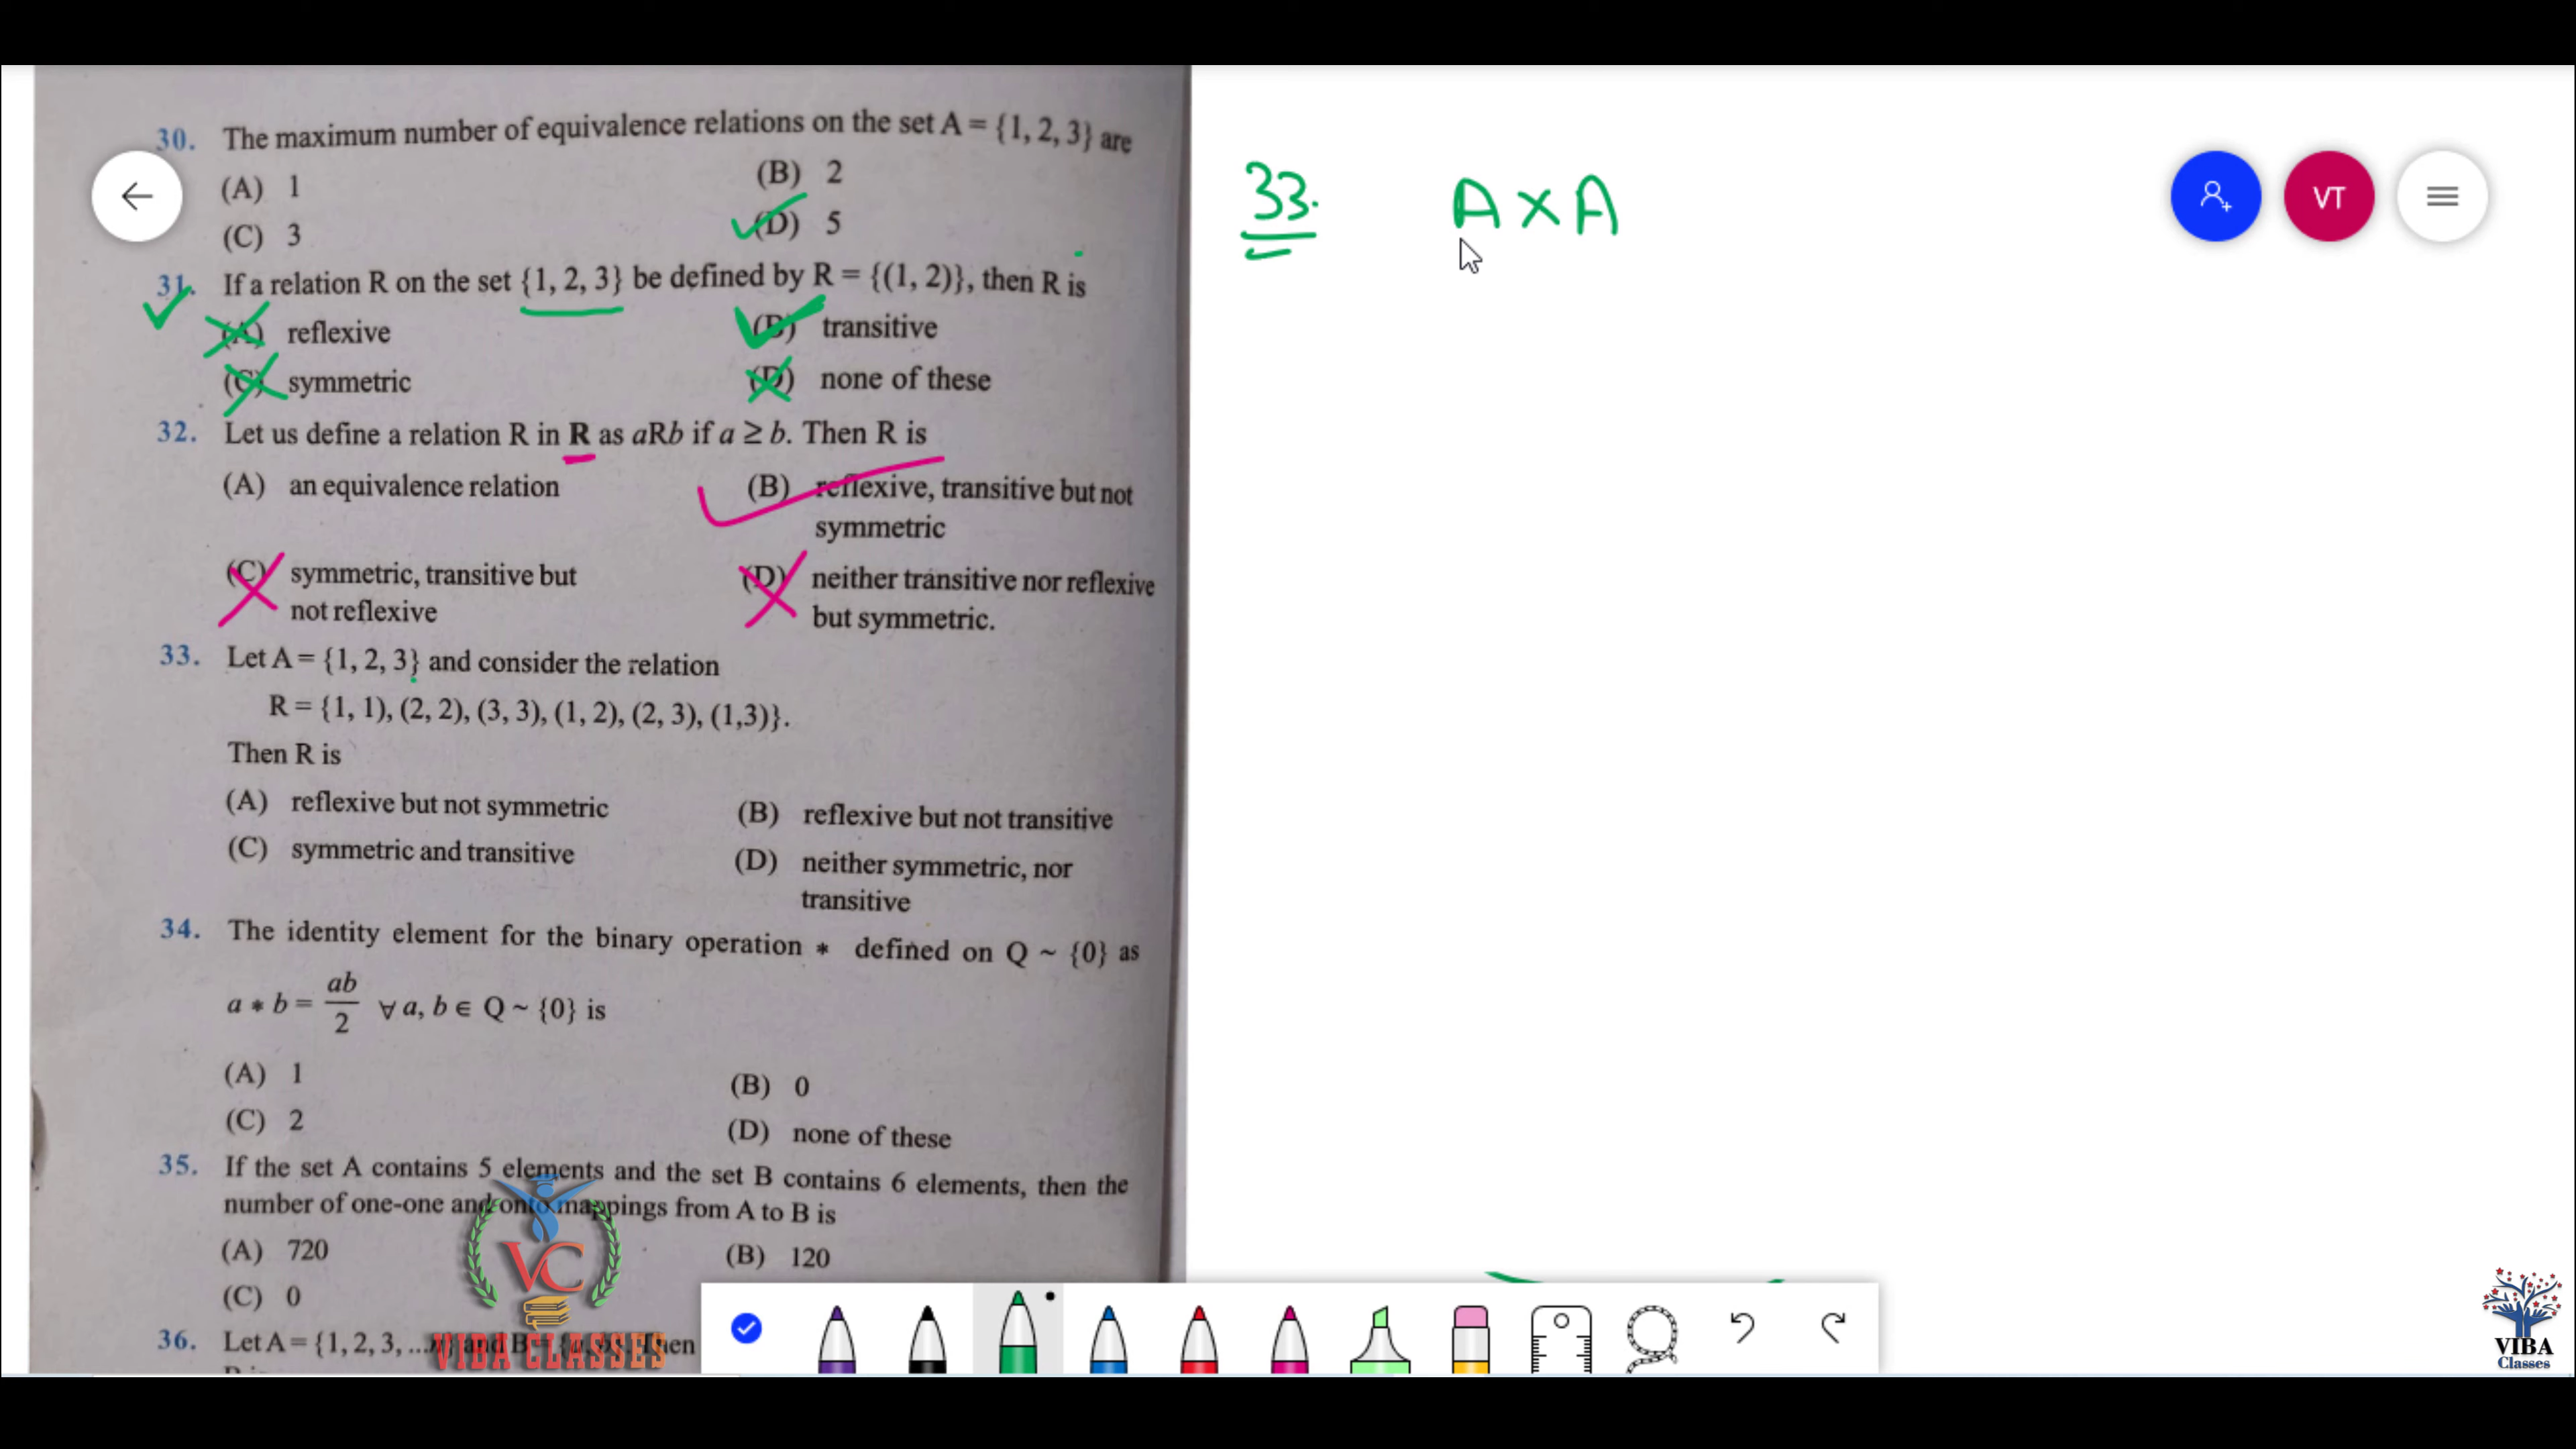 30. The maximum number of equivalence relations on the set A = {1, 2, 3} are
(A) 1 (B) 2
(C) 3 (D) 5
31. If a relation R on the set {1, 2, 3} be defined by R = {(1, 2)}, then R is
(A) reflexive (B) transitive
(C) symmetric (D) none of these
32. Let us define a relation R in R as aRb if a ≥ b. Then R is
(A) an equivalence relation (B) reflexive, transitive but not
symmetric
(C) symmetric, transitive but (D) neither transitive nor reflexive
not reflexive but symmetric.
33. Let A = {1, 2, 3} and consider the relation
R = {1, 1), (2, 2), (3, 3), (1, 2), (2, 3), (1,3)}.
Then R is
(A) reflexive but not symmetric (B) reflexive but not transitive
(C) symmetric and transitive (D) neither symmetric, nor
transitive
34. The identity element for the binary operation * defined on Q ~ {0} as
a * b = ab/2 ∀ a, b ∈ Q ~ {0} is
(A) 1 (B) 0
(C) 2 (D) none of these
35. If the set A contains 5 elements and the set B contains 6 elements, then the
number of one-one and onto mappings from A to B is
(A) 720 (B) 120
(C) 0
36. Let A = {1, 2, 3, ...n} and B = Then
33. A × A
VT
VC
VIBA CLASSES
VIBA
Classes